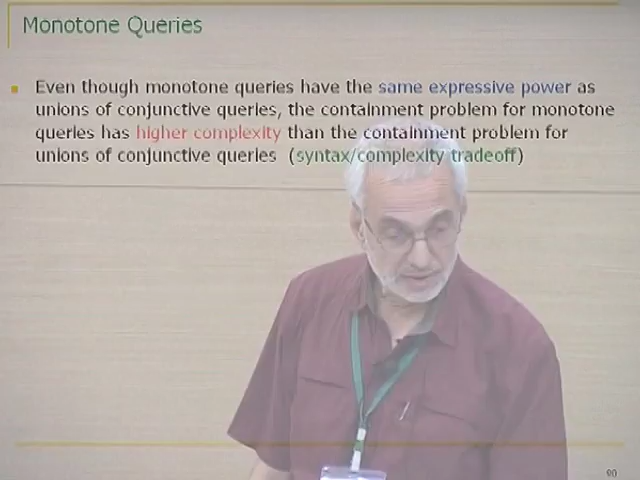 Monotone Queries
Even though monotone queries have the same expressive power as
unions of conjunctive queries, the containment problem for monotone
queries has higher complexity than the containment problem for
unions of conjunctive queries (syntax/complexity tradeoff)
90